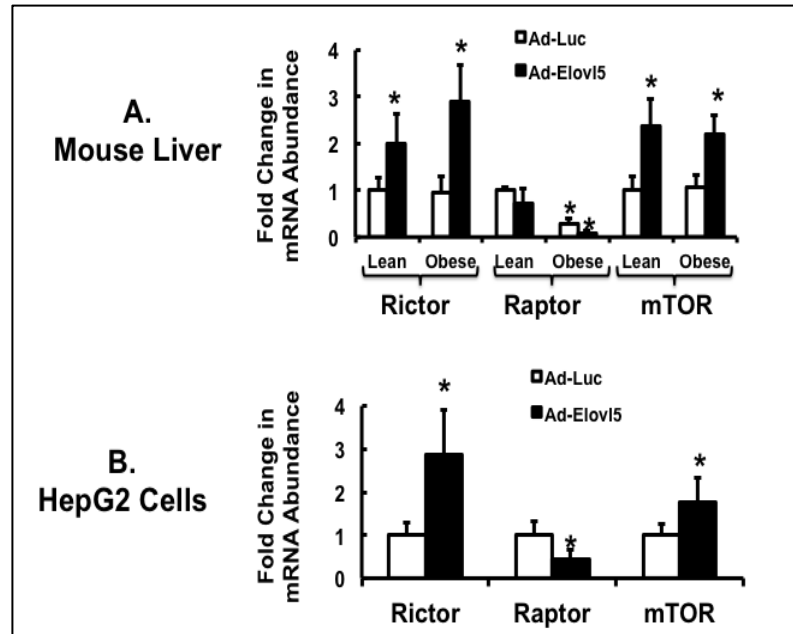 A.
Mouse Liver
Fold Change in
mRNA Abundance
4
3
2
1
0
Ad-Luc
Ad-Elovl5
*
*
*
*
*
*
Lean
Obese
Lean
Obese
Lean
Obese
Rictor
Raptor
mTOR
B.
HepG2 Cells
Fold Change in
mRNA Abundance
4
3
2
1
0
Ad-Luc
Ad-Elovl5
*
*
*
Rictor
Raptor
mTOR